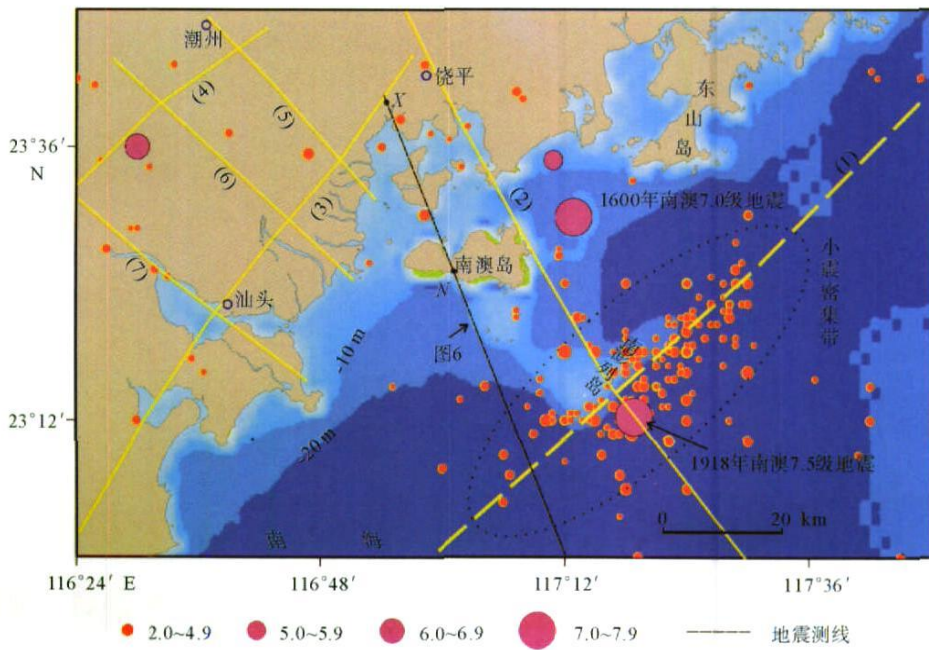 潮州
饶平
(4)
(5)
X
东山岛
23°36′
N
(1)
(6)
(2)
1600年南澳7.0级地震
(3)
(7)
南澳岛
N
小震密集带
汕头
图6
-10 m
23°12′
-20 m
1918年南澳7.5级地震
0 20 km
南海
116°24′ E 116°48′ 117°12′ 117°36′
2.0~4.9 5.0~5.9 6.0~6.9 7.0~7.9 地震测线